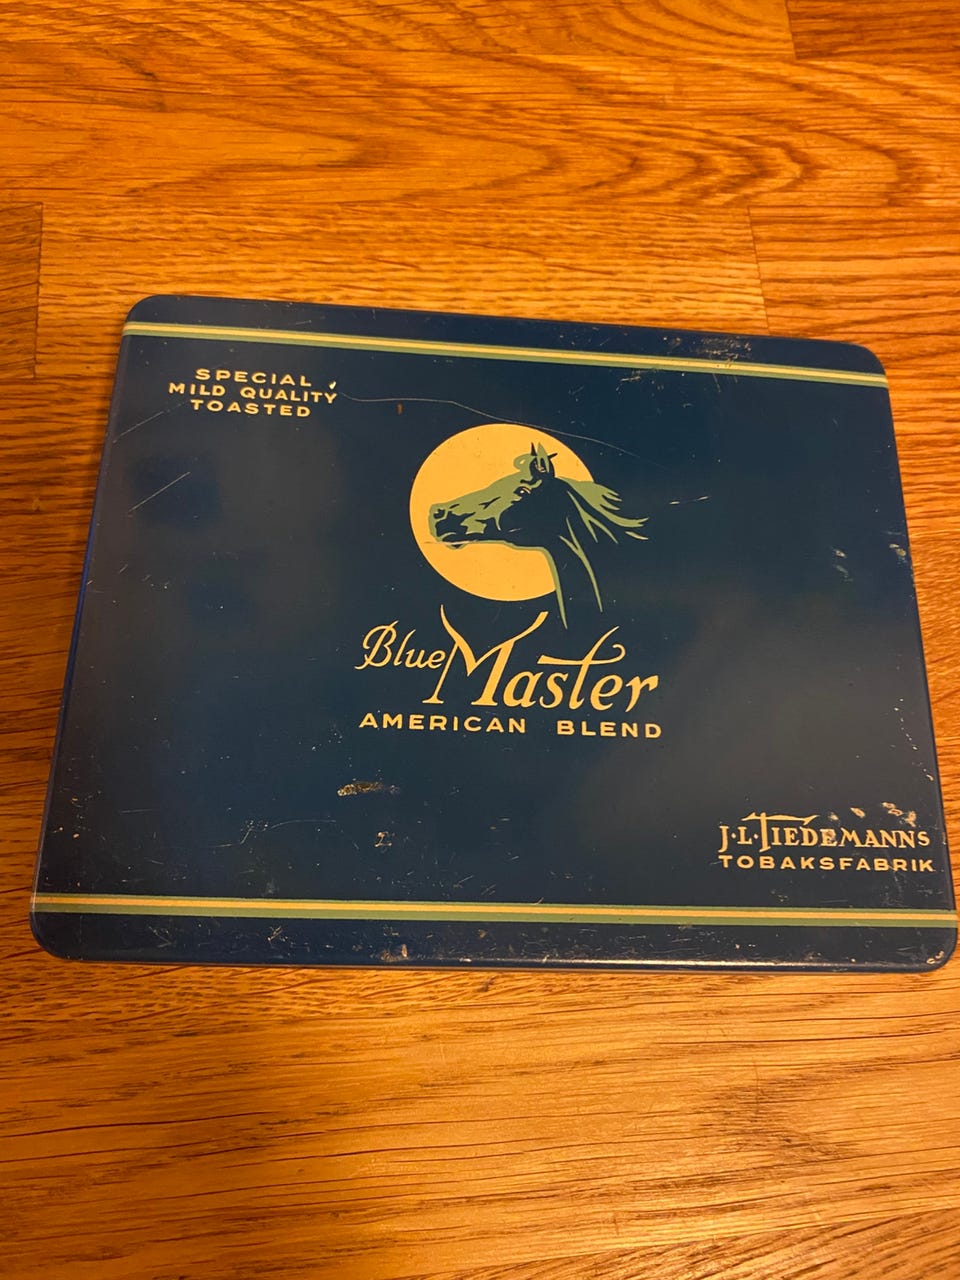 SPECIAL
MILD QUALITY
TOASTED
Blue Master
AMERICAN BLEND
J·L·TIEDEMANNS
TOBAKSFABRIK